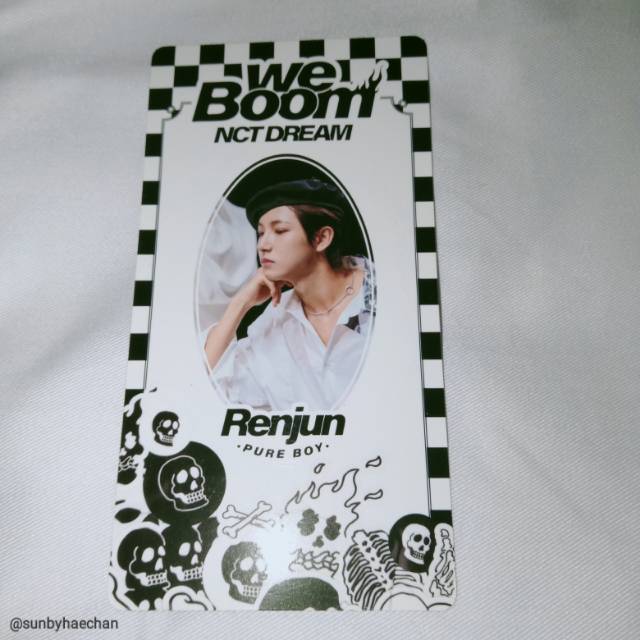 we
Boom
NCT DREAM
Renjun
·PURE BOY·
@sunbyhaechan